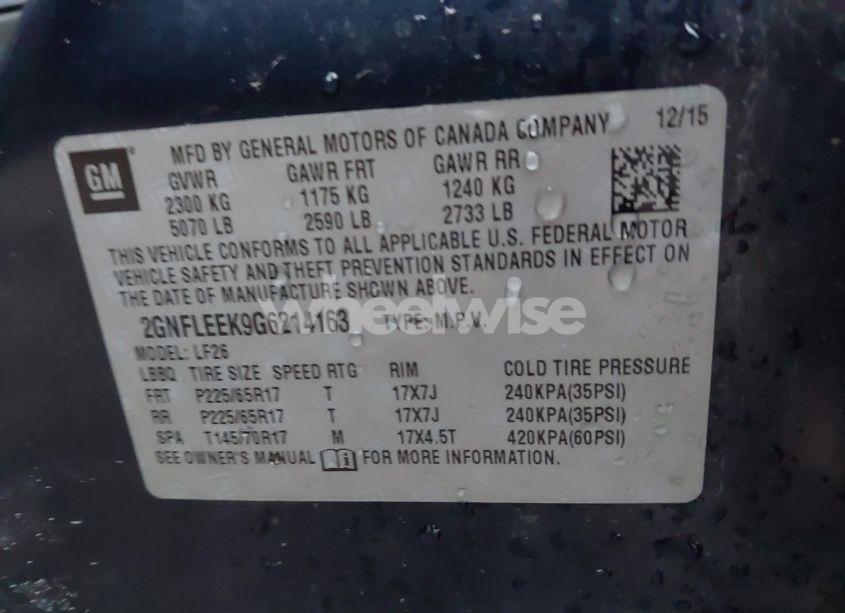 GM
MFD BY GENERAL MOTORS OF CANADA COMPANY 12/15
GVWR GAWR FRT GAWR RR
2300 KG 1175 KG 1240 KG
5070 LB 2590 LB 2733 LB
THIS VEHICLE CONFORMS TO ALL APPLICABLE U.S. FEDERAL MOTOR
VEHICLE SAFETY AND THEFT PREVENTION STANDARDS IN EFFECT ON
THE DATE OF MANUFACTURE SHOWN ABOVE.
2GNFLEEK9G6214163 TYPE: M.P.V.
wheelwise
MODEL: LF26
LBBQ TIRE SIZE SPEED RTG RIM COLD TIRE PRESSURE
FRT P225/65R17 T 17X7J 240KPA(35PSI)
RR P225/65R17 T 17X7J 240KPA(35PSI)
SPA T145/70R17 M 17X4.5T 420KPA(60PSI)
SEE OWNER'S MANUAL FOR MORE INFORMATION.